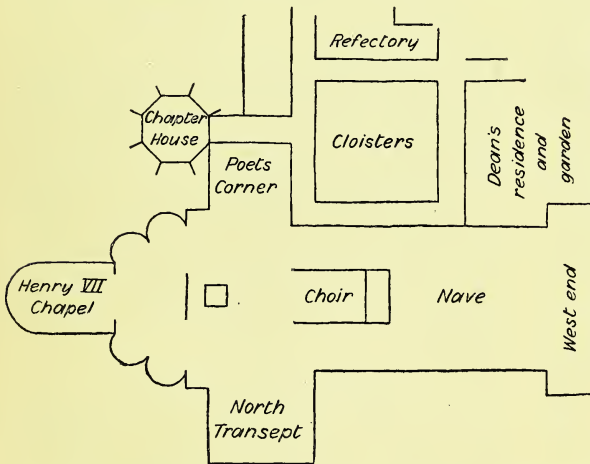 Refectory
Chapter
House
Cloisters
Dean's
residence
and
garden
Poets
Corner
Henry VII
Chapel
Choir
Nave
West end
North
Transept